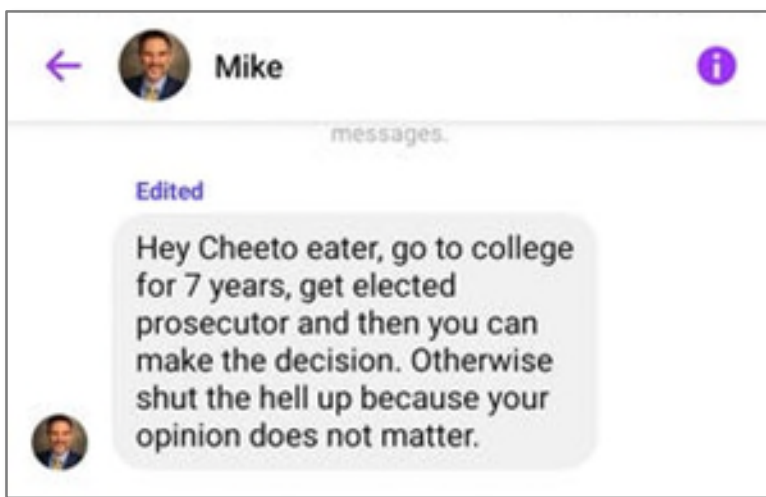 Mike
messages.
Edited
Hey Cheeto eater, go to college
for 7 years, get elected
prosecutor and then you can
make the decision. Otherwise
shut the hell up because your
opinion does not matter.